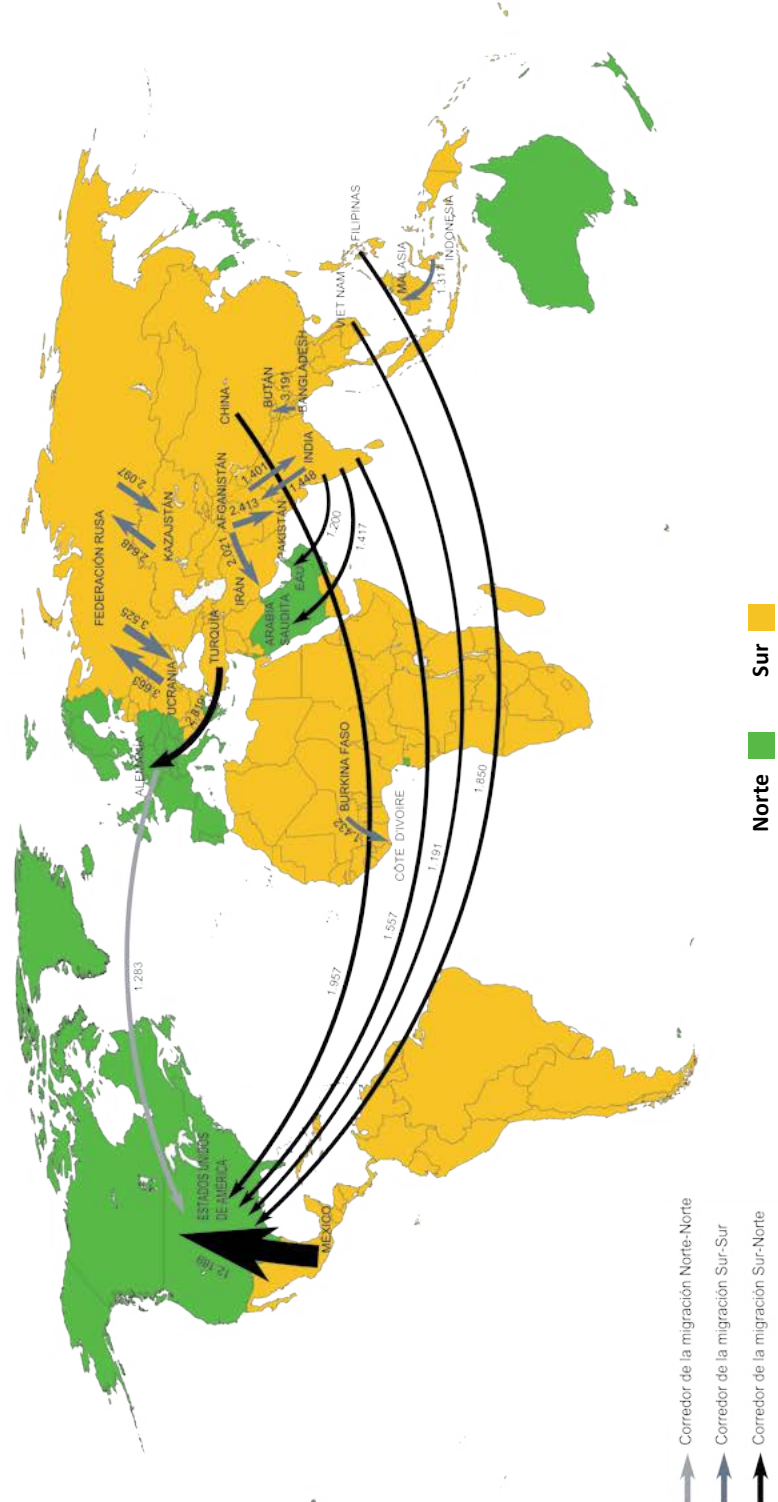 ESTADOS UNIDOS
DE AMÉRICA
12.189
MÉXICO
1.283
1.957
1.557
1.191
1.850
ALEMANIA
2.819
UCRANIA
3.663
3.525
FEDERACIÓN RUSA
2.648
2.097
KAZAJSTÁN
TURQUÍA
IRÁN
2.021
AFGANISTÁN
2.413
PAKISTÁN
1.401
1.448
INDIA
CHINA
BUTÁN
3.191
BANGLADESH
ARABIA
SAUDITA
EAU
1.200
1.417
BURKINA FASO
1.432
CÔTE D'IVOIRE
VIET NAM
FILIPINAS
MALASIA
1.317
INDONESIA
Corredor de la migración Norte-Norte
Corredor de la migración Sur-Sur
Corredor de la migración Sur-Norte
Norte
Sur